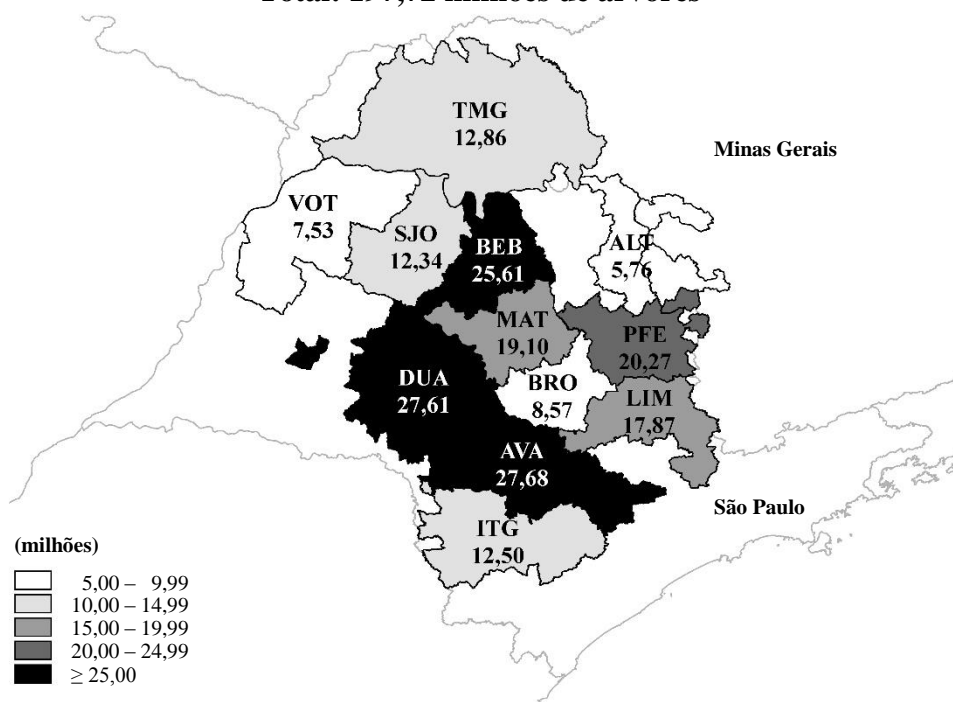 TMG
12,86
Minas Gerais
VOT
7,53
SJO
12,34
BEB
25,61
ALT
5,76
MAT
19,10
PFE
20,27
DUA
27,61
BRO
8,57
LIM
17,87
AVA
27,68
São Paulo
ITG
12,50
(milhões)
5,00 – 9,99
10,00 – 14,99
15,00 – 19,99
20,00 – 24,99
≥ 25,00